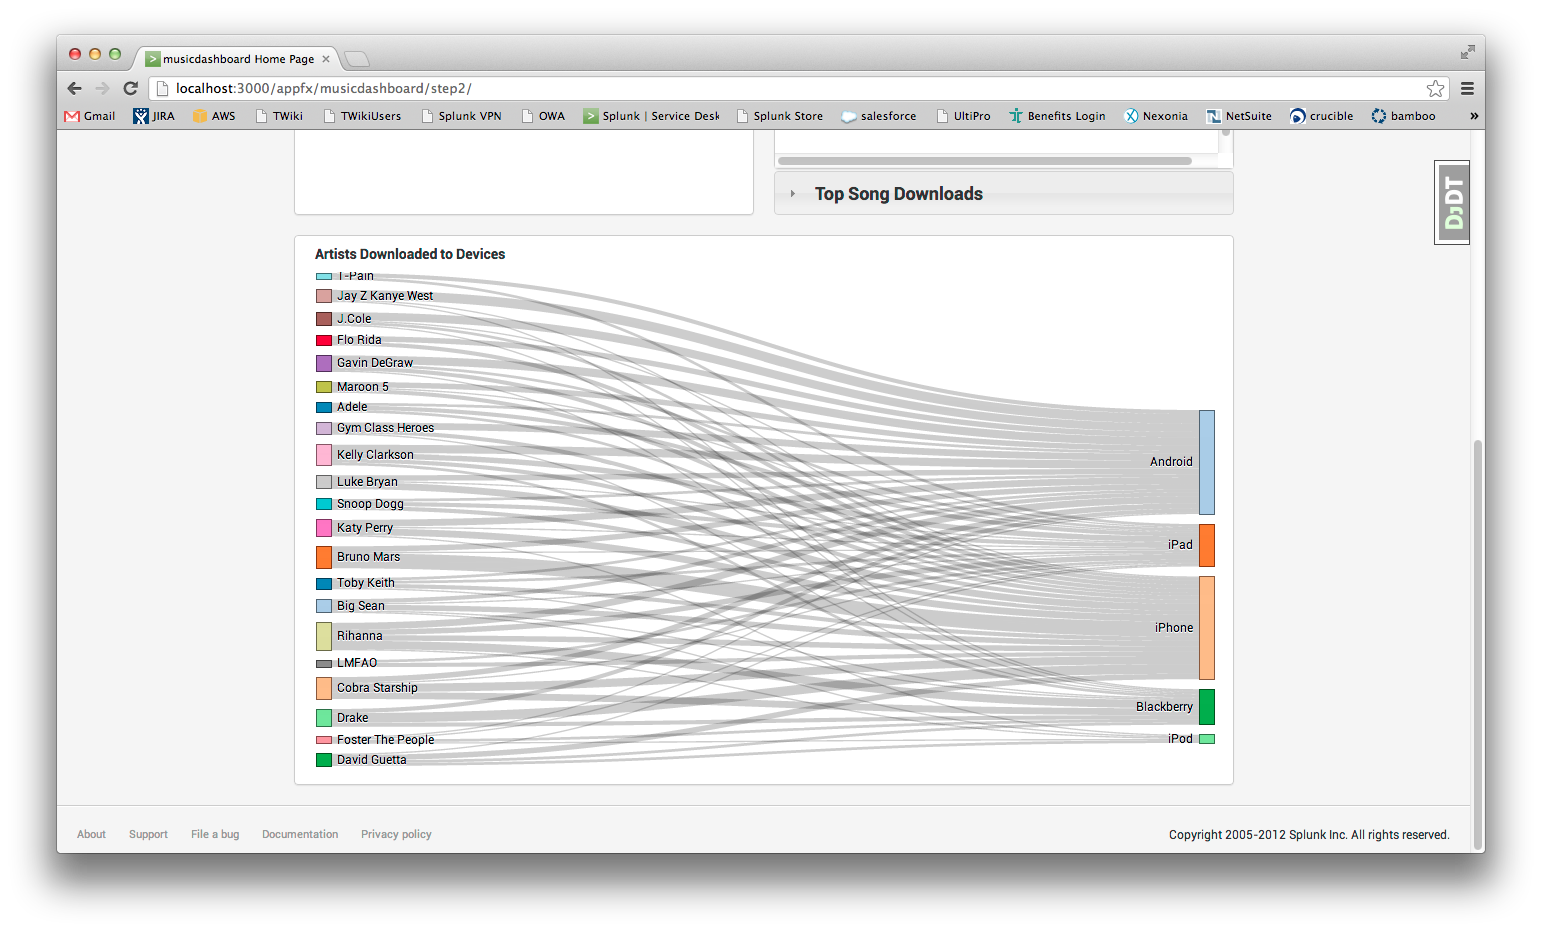 musicdashboard Home Page
localhost:3000/appfx/musicdashboard/step2/
Gmail JIRA AWS TWiki TWikiUsers Splunk VPN OWA Splunk | Service Desk Splunk Store salesforce UltiPro Benefits Login Nexonia NetSuite crucible bamboo »
Top Song Downloads
DJDT
Artists Downloaded to Devices
T-Pain
Jay Z Kanye West
J.Cole
Flo Rida
Gavin DeGraw
Maroon 5
Adele
Gym Class Heroes
Kelly Clarkson
Luke Bryan
Snoop Dogg
Katy Perry
Bruno Mars
Toby Keith
Big Sean
Rihanna
LMFAO
Cobra Starship
Drake
Foster The People
David Guetta
Android
iPad
iPhone
Blackberry
iPod
About Support File a bug Documentation Privacy policy
Copyright 2005-2012 Splunk Inc. All rights reserved.